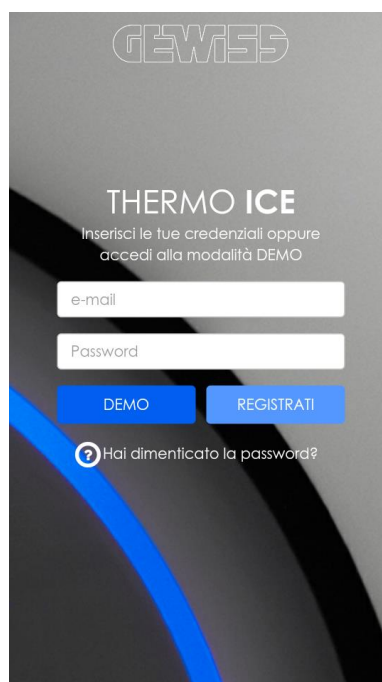 GEWISS
THERMO ICE
Inserisci le tue credenziali oppure
accedi alla modalità DEMO
e-mail
Password
DEMO
REGISTRATI
?
Hai dimenticato la password?